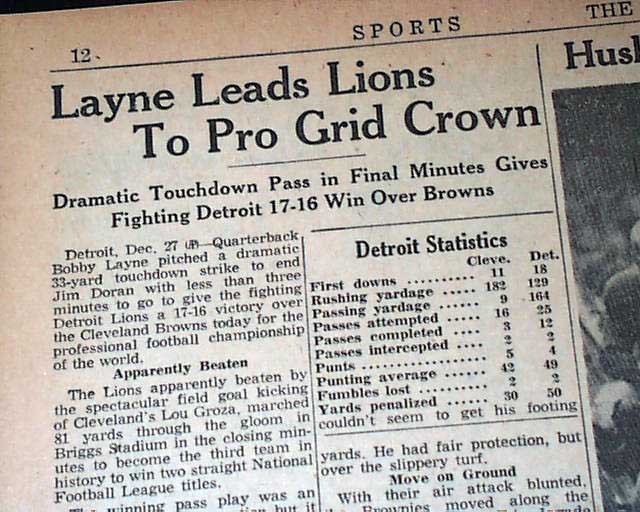 12
SPORTS
THE
Layne Leads Lions
To Pro Grid Crown
Dramatic Touchdown Pass in Final Minutes Gives
Fighting Detroit 17-16 Win Over Browns
Detroit, Dec. 27 (AP)—Quarterback
Bobby Layne pitched a dramatic
33-yard touchdown strike to end
Jim Doran with less than three
minutes to go to give the fighting
Detroit Lions a 17-16 victory over
the Cleveland Browns today for the
professional football championship
of the world.
Apparently Beaten
The Lions apparently beaten by
the spectacular field goal kicking
of Cleveland's Lou Groza, marched
81 yards through the gloom in
Briggs Stadium in the closing min-
utes to become the third team in
history to win two straight National
Football League titles.
winning pass play was an
but it
Detroit Statistics
Cleve. Det.
First downs .......... 11 18
Rushing yardage ..... 182 129
Passing yardage ..... 9 164
Passes attempted .... 16 25
Passes completed .... 3 12
Passes intercepted .... 2 2
Punts ................ 5 4
Punting average ...... 42 49
Fumbles lost .......... 2 2
Yards penalized ...... 30 50
couldn't seem to get his footing
yards. He had fair protection, but
over the slippery turf.
Move on Ground
With their air attack blunted,
Brownies moved along the
Husl